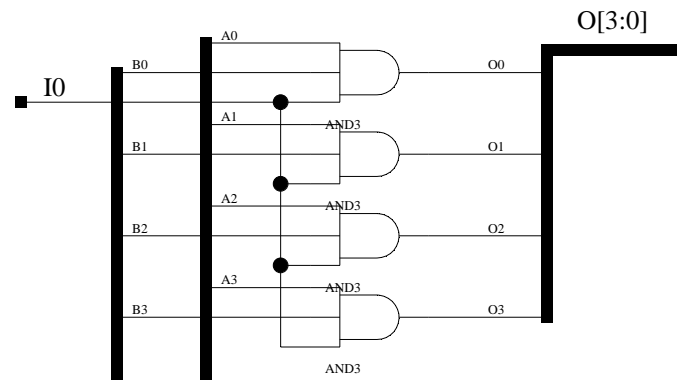 O[3:0]
A0
B0
O0
I0
A1
AND3
B1
O1
A2
AND3
B2
O2
A3
AND3
B3
O3
AND3